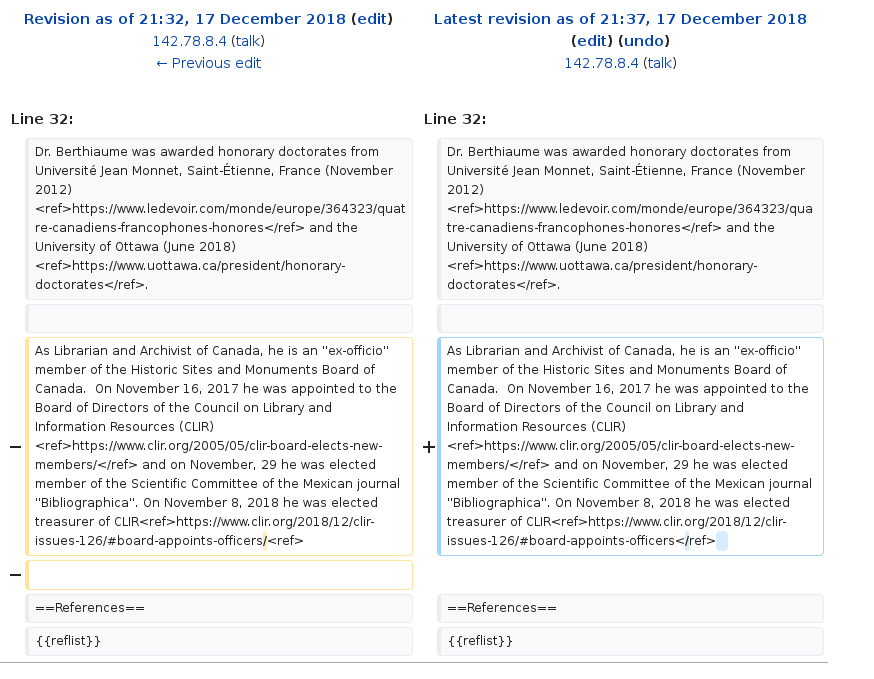 Revision as of 21:32, 17 December 2018 (edit)
142.78.8.4 (talk)
← Previous edit
Latest revision as of 21:37, 17 December 2018
(edit) (undo)
142.78.8.4 (talk)
Line 32:
Line 32:
Dr. Berthiaume was awarded honorary doctorates from
Université Jean Monnet, Saint-Étienne, France (November
2012)
<ref>https://www.ledevoir.com/monde/europe/364323/quat
re-canadiens-francophones-honores</ref> and the
University of Ottawa (June 2018)
<ref>https://www.uottawa.ca/president/honorary-
doctorates</ref>.
Dr. Berthiaume was awarded honorary doctorates from
Université Jean Monnet, Saint-Étienne, France (November
2012)
<ref>https://www.ledevoir.com/monde/europe/364323/qua
tre-canadiens-francophones-honores</ref> and the
University of Ottawa (June 2018)
<ref>https://www.uottawa.ca/president/honorary-
doctorates</ref>.
−
As Librarian and Archivist of Canada, he is an ''ex-officio''
member of the Historic Sites and Monuments Board of
Canada.  On November 16, 2017 he was appointed to the
Board of Directors of the Council on Library and
Information Resources (CLIR)
<ref>https://www.clir.org/2005/05/clir-board-elects-new-
members/</ref> and on November, 29 he was elected
member of the Scientific Committee of the Mexican journal
''Bibliographica''. On November 8, 2018 he was elected
treasurer of CLIR<ref>https://www.clir.org/2018/12/clir-
issues-126/#board-appoints-officers/<ref>
+
As Librarian and Archivist of Canada, he is an ''ex-officio''
member of the Historic Sites and Monuments Board of
Canada.  On November 16, 2017 he was appointed to the
Board of Directors of the Council on Library and
Information Resources (CLIR)
<ref>https://www.clir.org/2005/05/clir-board-elects-new-
members/</ref> and on November, 29 he was elected
member of the Scientific Committee of the Mexican journal
''Bibliographica''. On November 8, 2018 he was elected
treasurer of CLIR<ref>https://www.clir.org/2018/12/clir-
issues-126/#board-appoints-officers</ref>
−
==References==
==References==
{{reflist}}
{{reflist}}